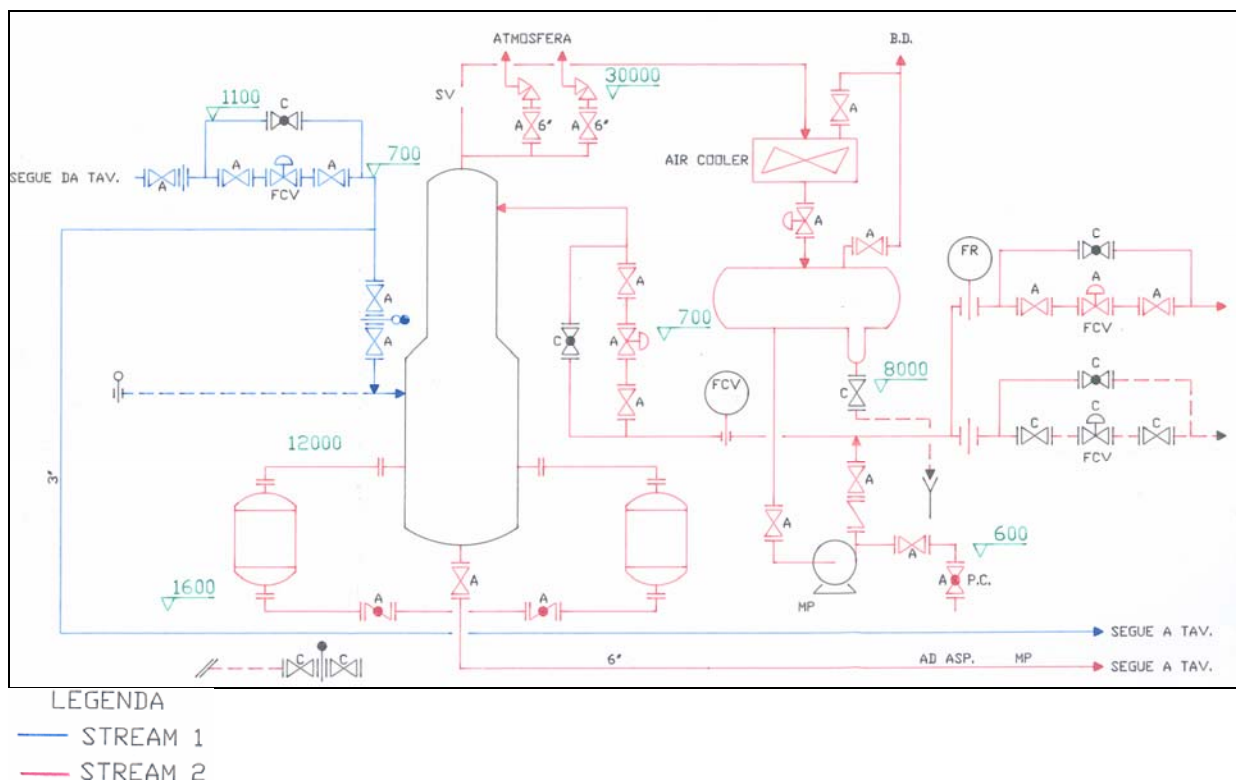 ATMOSFERA
B.D.
SV
30000
1100
C
A
6"
A
6"
A
AIR COOLER
SEGUE DA TAV.
A
A
A
FCV
700
A
A
FR
C
A
A
A
FCV
A
A
C
A
A
700
FCV
8000
C
C
C
C
C
FCV
3"
12000
A
A
600
A
A
P.C.
MP
1600
A
A
A
SEGUE A TAV.
C
C
6"
AD ASP.
MP
SEGUE A TAV.
LEGENDA
STREAM 1
STREAM 2